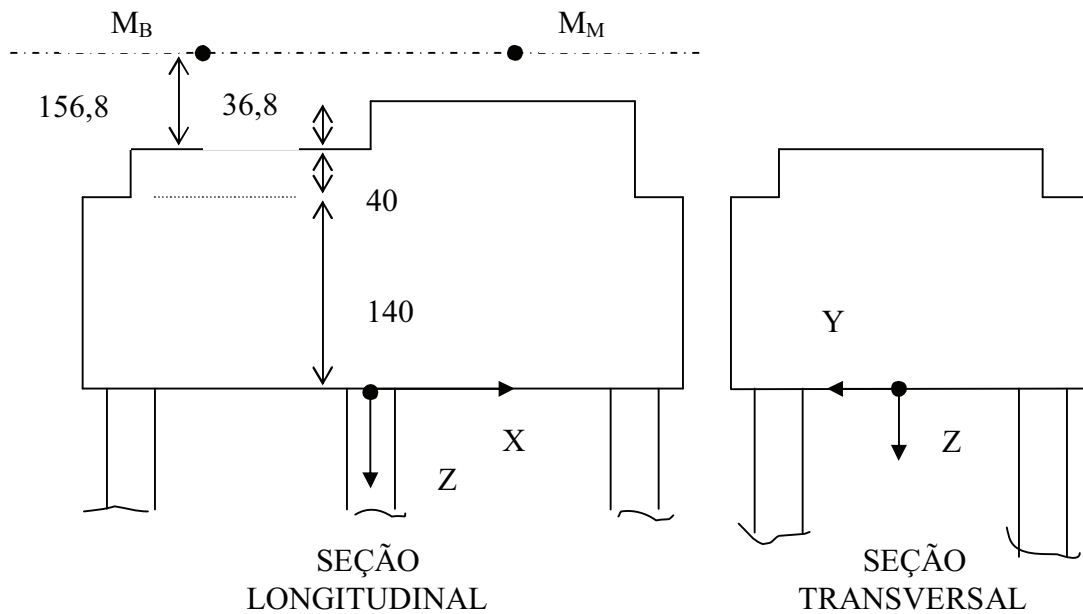 M_B
M_M
156,8
36,8
40
140
Y
X
Z
Z
SEÇÃO
LONGITUDINAL
SEÇÃO
TRANSVERSAL